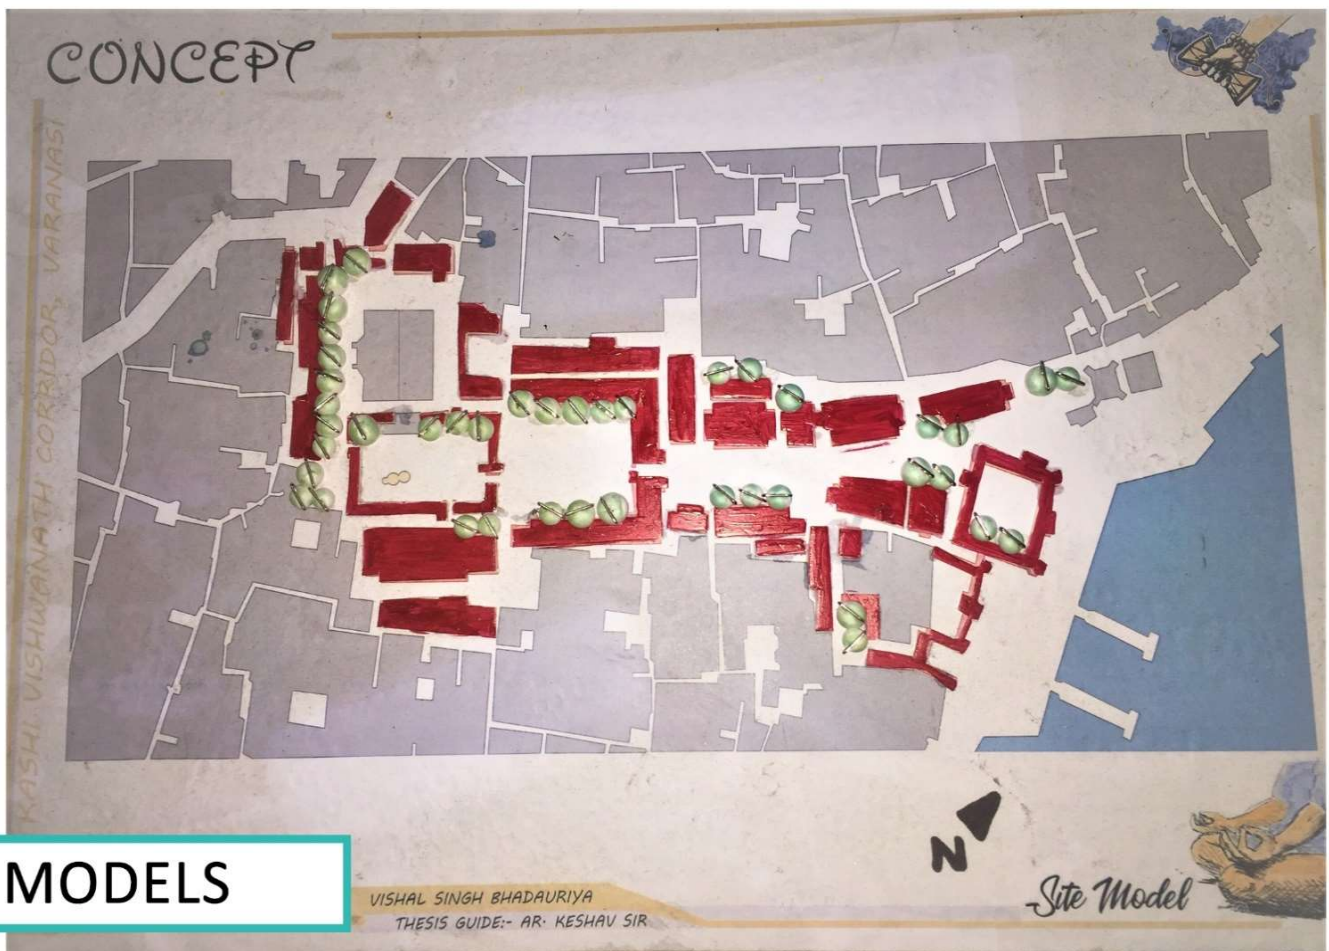 CONCEPT
KASHI VISHWANATH CORRIDOR, VARANASI
N
MODELS
VISHAL SINGH BHADAURIYA
THESIS GUIDE:- AR. KESHAV SIR
Site Model